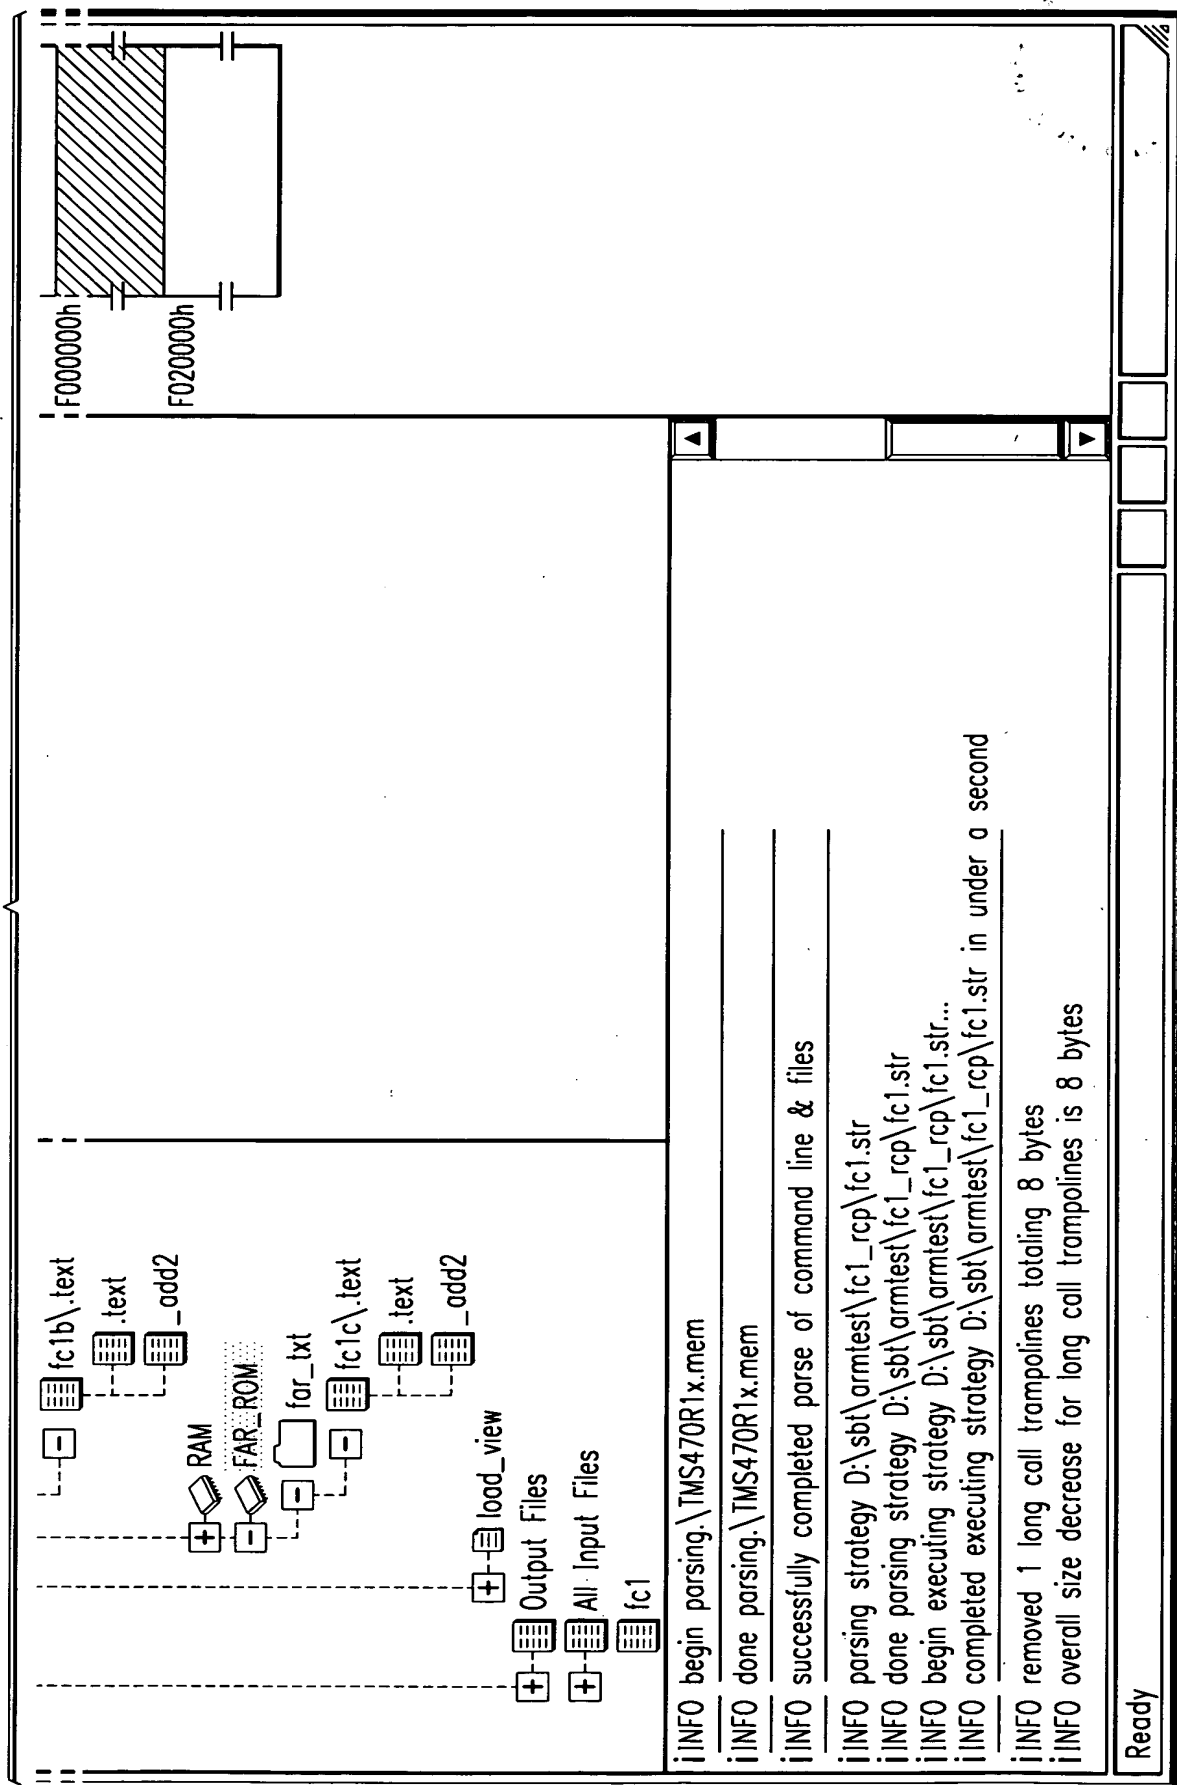 fc1b\.text
.text
_add2
RAM
FAR_ROM
far_txt
fc1c\.text
.text
_add2
load_view
Output Files
All Input Files
fc1
F000000h
F020000h
i INFO begin parsing.\TMS470R1x.mem
i INFO done parsing.\TMS470R1x.mem
i INFO successfully completed parse of command line & files
i INFO parsing strategy D:\sbt\armtest\fc1_rcp\fc1.str
i INFO done parsing strategy D:\sbt\armtest\fc1_rcp\fc1.str
i INFO begin executing strategy D:\sbt\armtest\fc1_rcp\fc1.str...
i INFO completed executing strategy D:\sbt\armtest\fc1_rcp\fc1.str in under a second
i INFO removed 1 long call trampolines totaling 8 bytes
i INFO overall size decrease for long call trampolines is 8 bytes
Ready